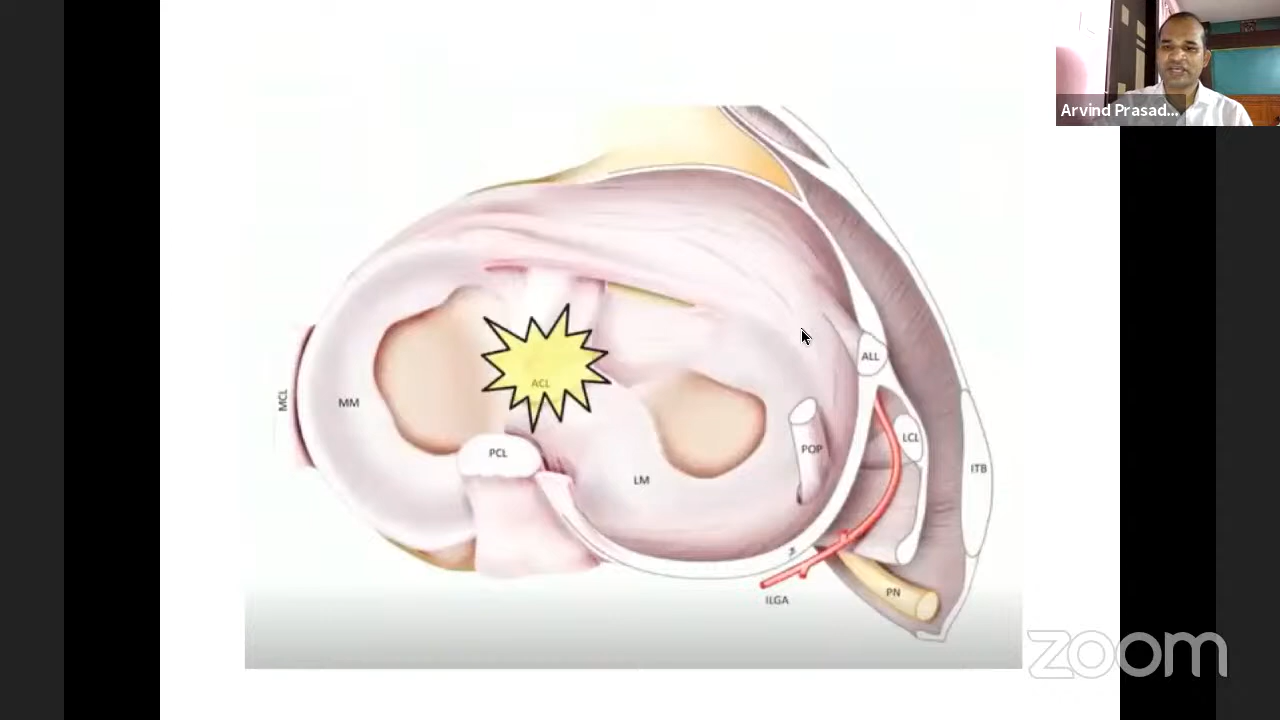 Arvind Prasad...
ACL
ALL
MCL
MM
PCL
LM
POP
LCL
ITB
ILGA
PN
zoom